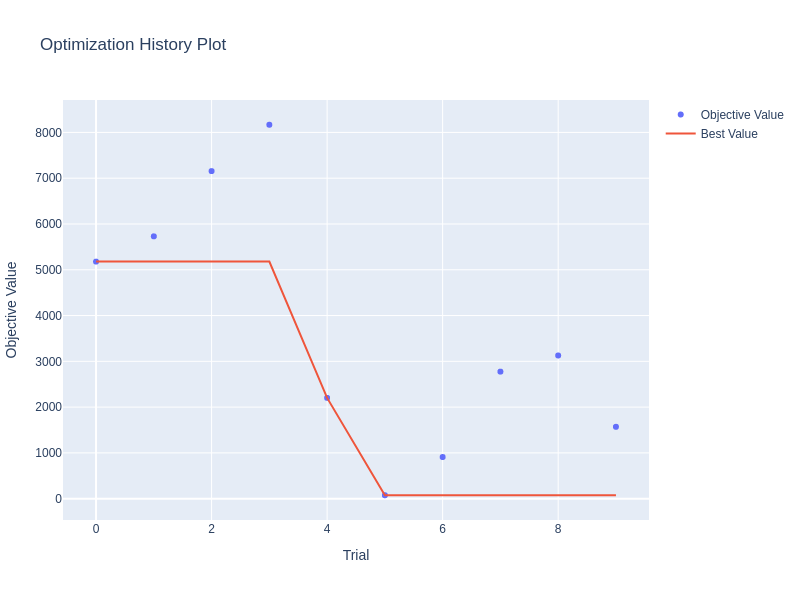 Optimization History Plot
Objective Value
Best Value
8000
7000
6000
5000
4000
3000
2000
1000
0
Objective Value
0 2 4 6 8
Trial